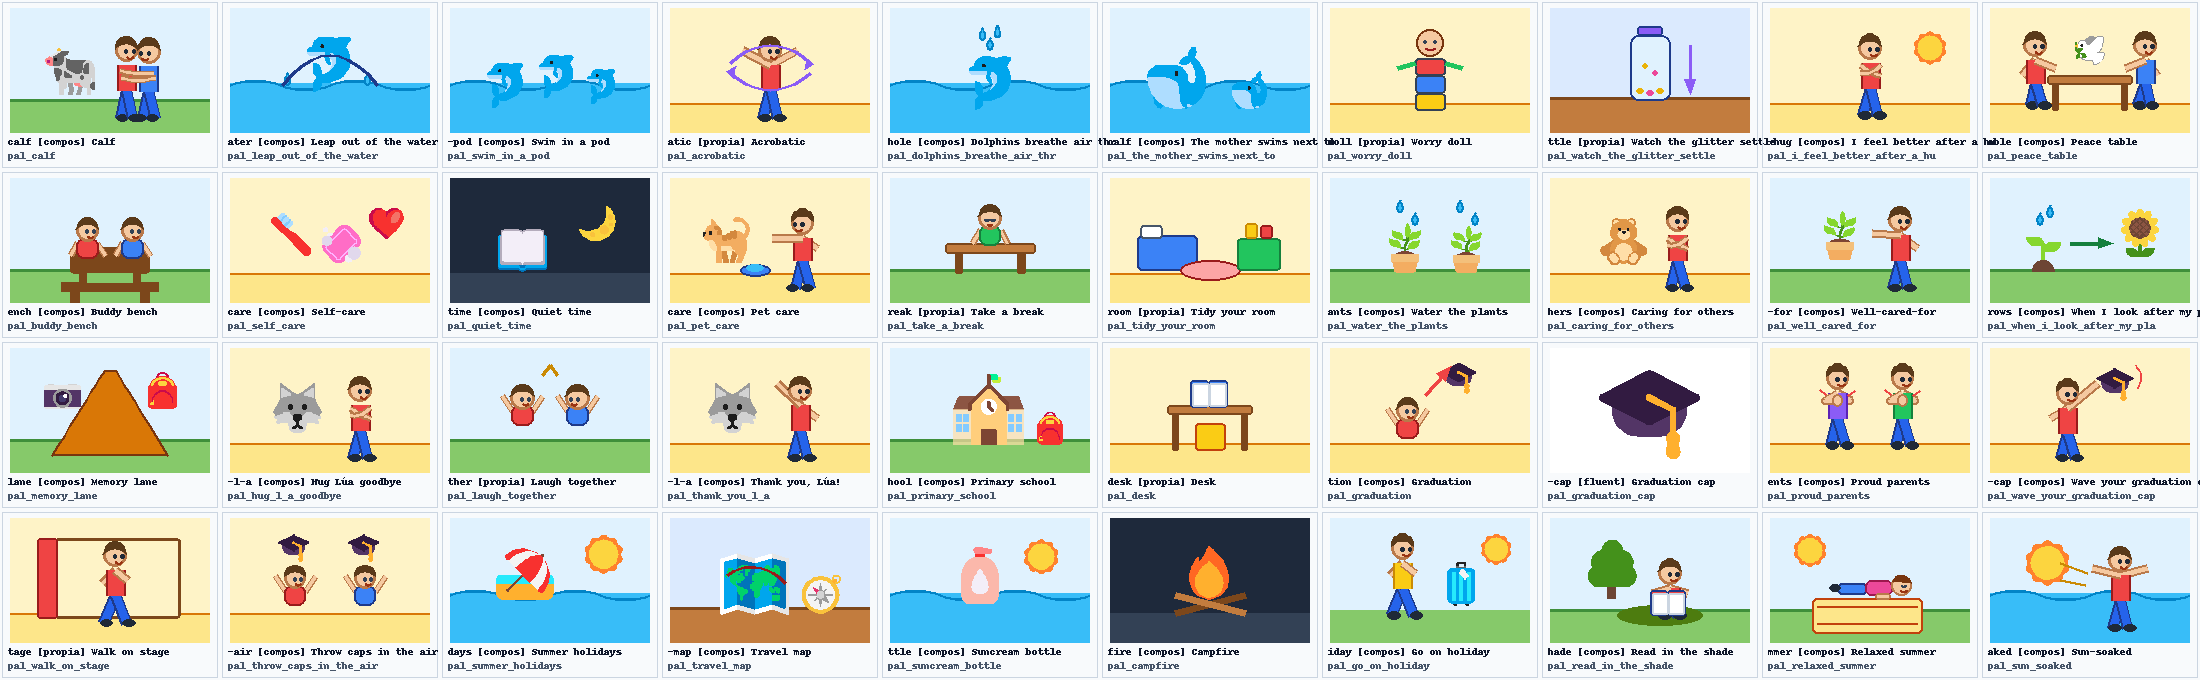 calf [compos] Calf
pal_calf
ater [compos] Leap out of the water
pal_leap_out_of_the_water
-pod [compos] Swim in a pod
pal_swim_in_a_pod
atic [propia] Acrobatic
pal_acrobatic
hole [compos] Dolphins breathe air th
pal_dolphins_breathe_air_thr
calf [compos] The mother swims next to
pal_the_mother_swims_next_to
doll [propia] Worry doll
pal_worry_doll
ttle [propia] Watch the glitter settle
pal_watch_the_glitter_settle
hug [compos] I feel better after a hu
pal_i_feel_better_after_a_hu
able [compos] Peace table
pal_peace_table
ench [compos] Buddy bench
pal_buddy_bench
care [compos] Self-care
pal_self_care
time [compos] Quiet time
pal_quiet_time
care [compos] Pet care
pal_pet_care
reak [propia] Take a break
pal_take_a_break
room [propia] Tidy your room
pal_tidy_your_room
ants [compos] Water the plants
pal_water_the_plants
hers [compos] Caring for others
pal_caring_for_others
-for [compos] Well-cared-for
pal_well_cared_for
rows [compos] When I look after my p
pal_when_i_look_after_my_pla
lane [compos] Memory lane
pal_memory_lane
-l-a [compos] Hug Lúa goodbye
pal_hug_l_a_goodbye
ther [propia] Laugh together
pal_laugh_together
-l-a [compos] Thank you, Lúa!
pal_thank_you_l_a
hool [compos] Primary school
pal_primary_school
desk [propia] Desk
pal_desk
tion [compos] Graduation
pal_graduation
-cap [fluent] Graduation cap
pal_graduation_cap
ents [compos] Proud parents
pal_proud_parents
-cap [compos] Wave your graduation c
pal_wave_your_graduation_cap
tage [propia] Walk on stage
pal_walk_on_stage
-air [compos] Throw caps in the air
pal_throw_caps_in_the_air
days [compos] Summer holidays
pal_summer_holidays
-map [compos] Travel map
pal_travel_map
ttle [compos] Suncream bottle
pal_suncream_bottle
fire [compos] Campfire
pal_campfire
iday [compos] Go on holiday
pal_go_on_holiday
hade [compos] Read in the shade
pal_read_in_the_shade
mmer [compos] Relaxed summer
pal_relaxed_summer
aked [compos] Sun-soaked
pal_sun_soaked